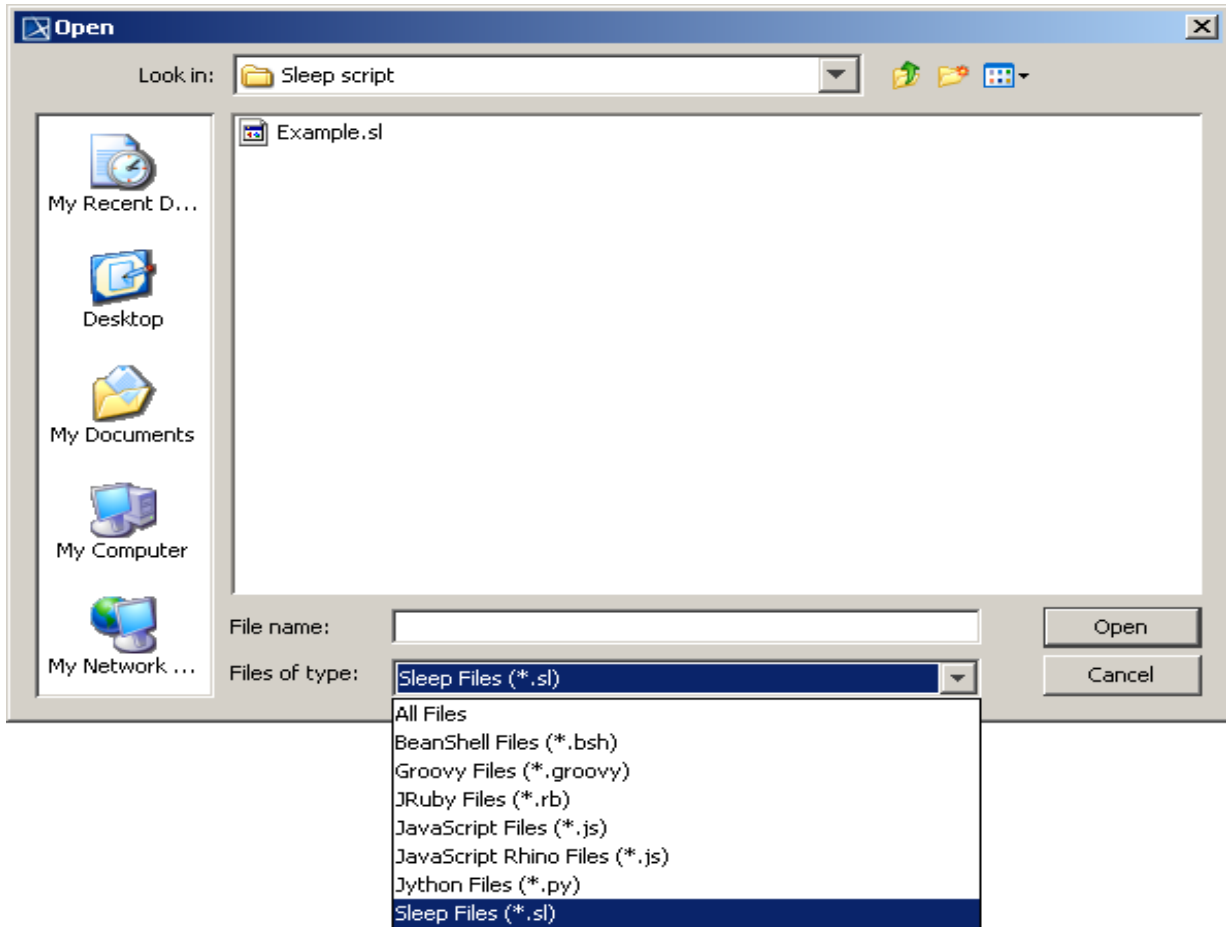 Open
Look in: Sleep script
Example.sl
My Recent D...
Desktop
My Documents
My Computer
My Network ...
File name:
Open
Files of type: Sleep Files (*.sl)
Cancel
All Files
BeanShell Files (*.bsh)
Groovy Files (*.groovy)
JRuby Files (*.rb)
JavaScript Files (*.js)
JavaScript Rhino Files (*.js)
Jython Files (*.py)
Sleep Files (*.sl)